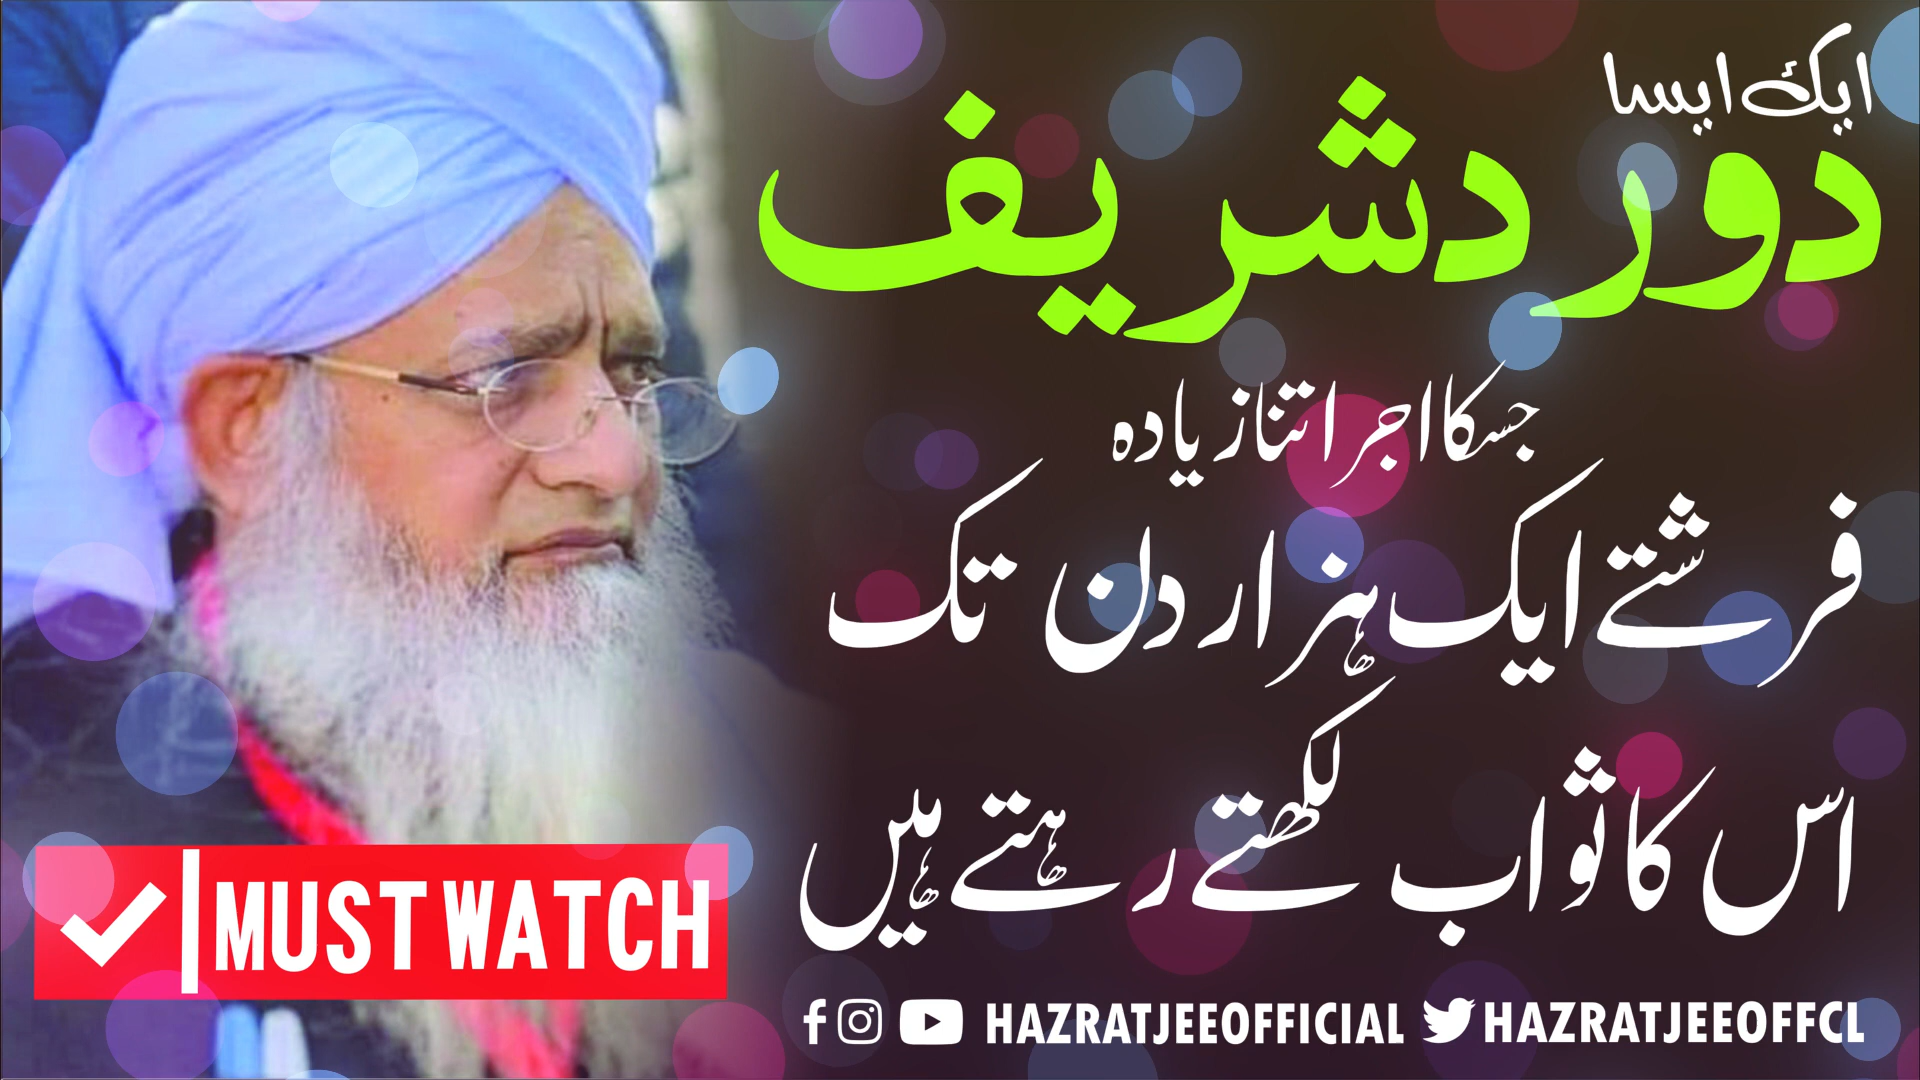 ایک ایسا
دورد شریف
جسکا اجر اتنا زیادہ
فرشتے ایک ہزار دن تک
اس کا ثواب لکھتے رہتے ہیں
MUST WATCH
HAZRATJEEOFFICIAL HAZRATJEEOFFCL